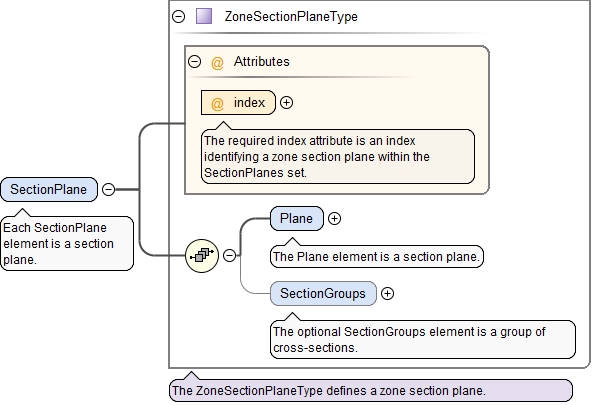 ZoneSectionPlaneType
@ Attributes
@ index
The required index attribute is an index
identifying a zone section plane within the
SectionPlanes set.
SectionPlane
Each SectionPlane
element is a section
plane.
Plane
The Plane element is a section plane.
SectionGroups
The optional SectionGroups element is a group of
cross-sections.
The ZoneSectionPlaneType defines a zone section plane.